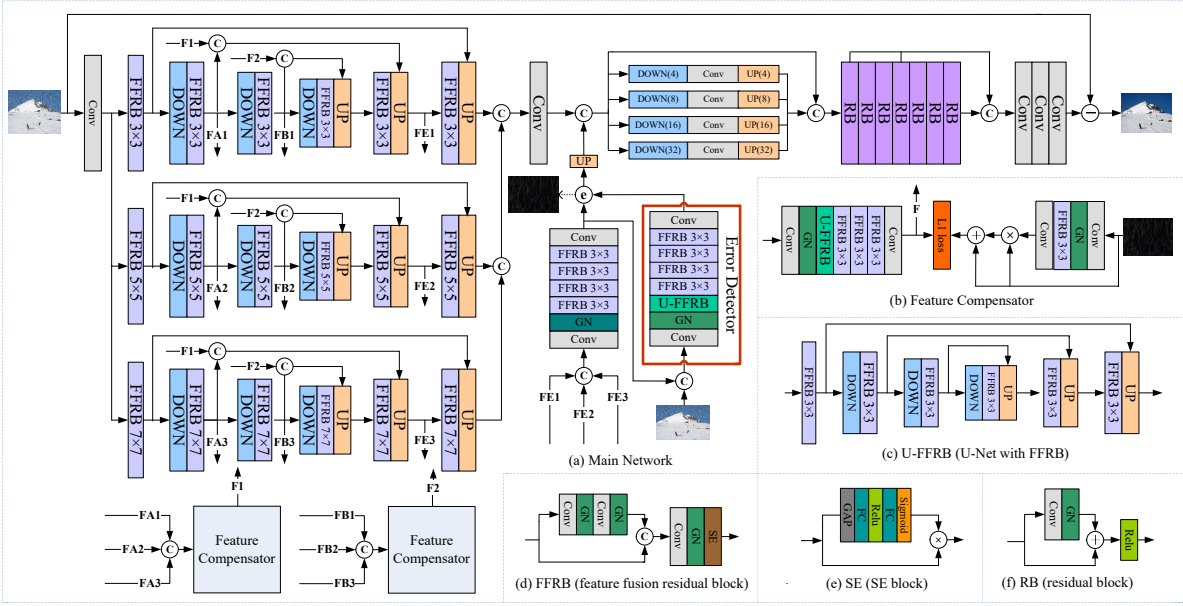 Conv
FFRB 3×3
F1
C
DOWN
FFRB 3×3
FA1
F2
C
DOWN
FFRB 3×3
FB1
DOWN
FFRB 3×3
UP
FFRB 3×3
UP
FE1
FFRB 3×3
UP
FFRB 5×5
F1
C
DOWN
FFRB 5×5
FA2
F2
C
DOWN
FFRB 5×5
FB2
DOWN
FFRB 5×5
UP
FFRB 5×5
UP
FE2
FFRB 5×5
UP
FFRB 7×7
F1
C
DOWN
FFRB 7×7
FA3
F2
C
DOWN
FFRB 7×7
FB3
DOWN
FFRB 7×7
UP
FFRB 7×7
UP
FE3
FFRB 7×7
UP
C
C
Conv
C
DOWN(4) Conv UP(4)
DOWN(8) Conv UP(8)
DOWN(16) Conv UP(16)
DOWN(32) Conv UP(32)
C
RB
RB
RB
RB
RB
RB
RB
C
Conv
Conv
Conv
UP
e
Conv
FFRB 3×3
FFRB 3×3
FFRB 3×3
FFRB 3×3
GN
Conv
C
FE1
FE2
FE3
Conv
FFRB 3×3
FFRB 3×3
FFRB 3×3
FFRB 3×3
U-FFRB
GN
Conv
Error Detector
C
(a) Main Network
FA1
FA2
FA3
C
Feature
Compensator
F1
FB1
FB2
FB3
C
Feature
Compensator
F2
Conv
GN
U-FFRB
FFRB 3×3
FFRB 3×3
FFRB 3×3
Conv
F
L1 loss
Conv
FFRB 3×3
GN
Conv
(b) Feature Compensator
FFRB 3×3
DOWN
FFRB 3×3
DOWN
FFRB 3×3
DOWN
FFRB 3×3
UP
FFRB 3×3
UP
FFRB 3×3
UP
(c) U-FFRB (U-Net with FFRB)
Conv
GN
Conv
GN
C
Conv
GN
SE
(d) FFRB (feature fusion residual block)
GAP
FC
Relu
FC
Sigmoid
(e) SE (SE block)
Conv
GN
Relu
(f) RB (residual block)